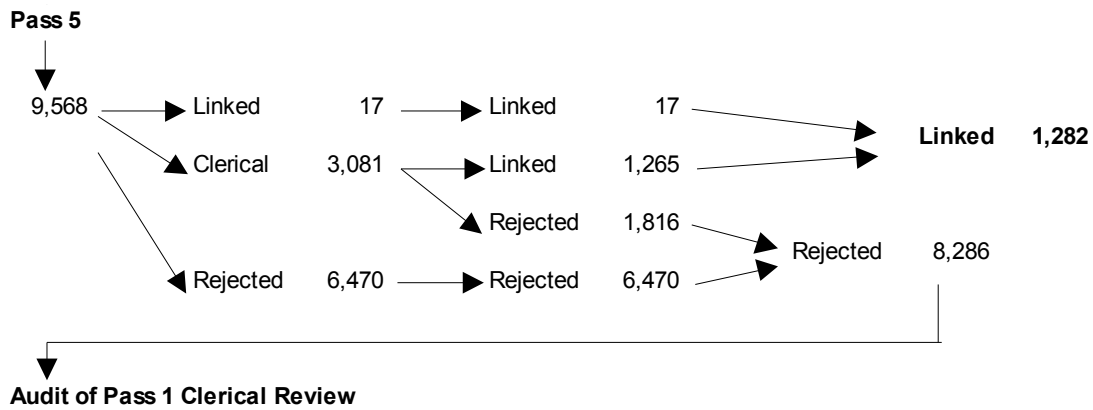 Pass 5
9,568 Linked 17 Linked 17
Linked 1,282
Clerical 3,081 Linked 1,265
Rejected 1,816
Rejected 8,286
Rejected 6,470 Rejected 6,470
Audit of Pass 1 Clerical Review